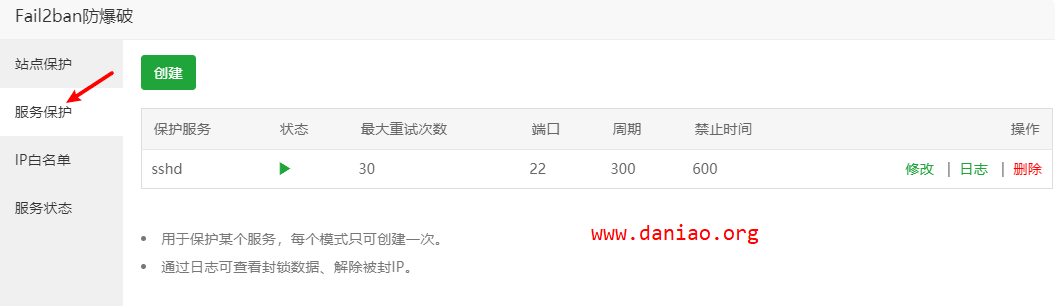 Fail2ban防爆破
站点保护
服务保护
IP白名单
服务状态
创建
保护服务 状态 最大重试次数 端口 周期 禁止时间 操作
sshd 30 22 300 600 修改 | 日志 | 删除
• 用于保护某个服务，每个模式只可创建一次。
• 通过日志可查看封锁数据、解除被封IP。
www.daniao.org